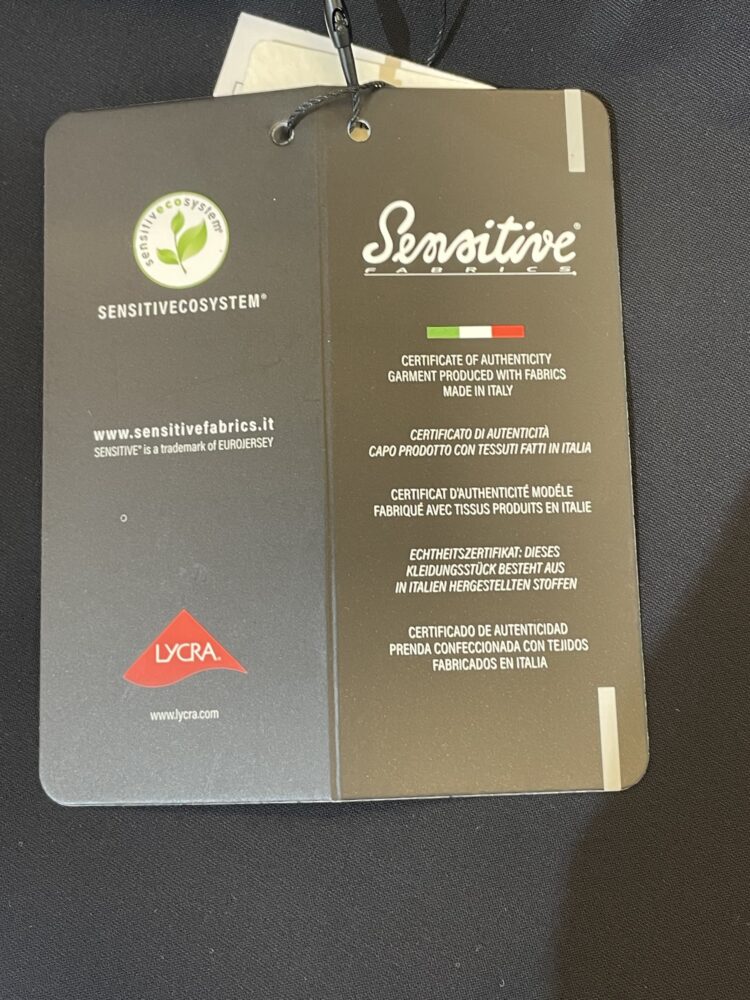 sensitivecosystem®
SENSITIVECOSYSTEM®
www.sensitivefabrics.it
SENSITIVE® is a trademark of EUROJERSEY
LYCRA®
www.lycra.com
Sensitive®
FABRICS
CERTIFICATE OF AUTHENTICITY
GARMENT PRODUCED WITH FABRICS
MADE IN ITALY
CERTIFICATO DI AUTENTICITÀ
CAPO PRODOTTO CON TESSUTI FATTI IN ITALIA
CERTIFICAT D'AUTHENTICITÉ MODÉLE
FABRIQUÉ AVEC TISSUS PRODUITS EN ITALIE
ECHTHEITSZERTIFIKAT: DIESES
KLEIDUNGSSTÜCK BESTEHT AUS
IN ITALIEN HERGESTELLTEN STOFFEN
CERTIFICADO DE AUTENTICIDAD
PRENDA CONFECCIONADA CON TEJIDOS
FABRICADOS EN ITALIA